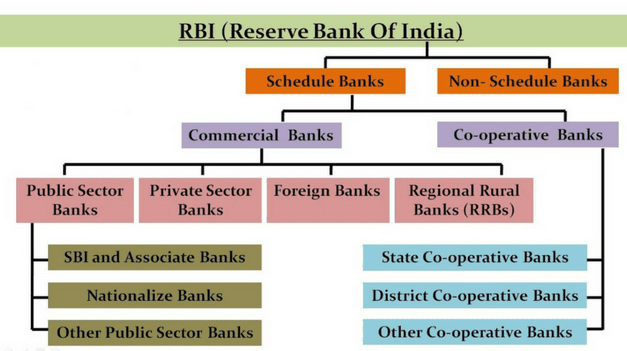 RBI (Reserve Bank Of India)
Schedule Banks
Non- Schedule Banks
Commercial Banks
Co-operative Banks
Public Sector
Banks
Private Sector
Banks
Foreign Banks
Regional Rural
Banks (RRBs)
SBI and Associate Banks
State Co-operative Banks
Nationalize Banks
District Co-operative Banks
Other Public Sector Banks
Other Co-operative Banks